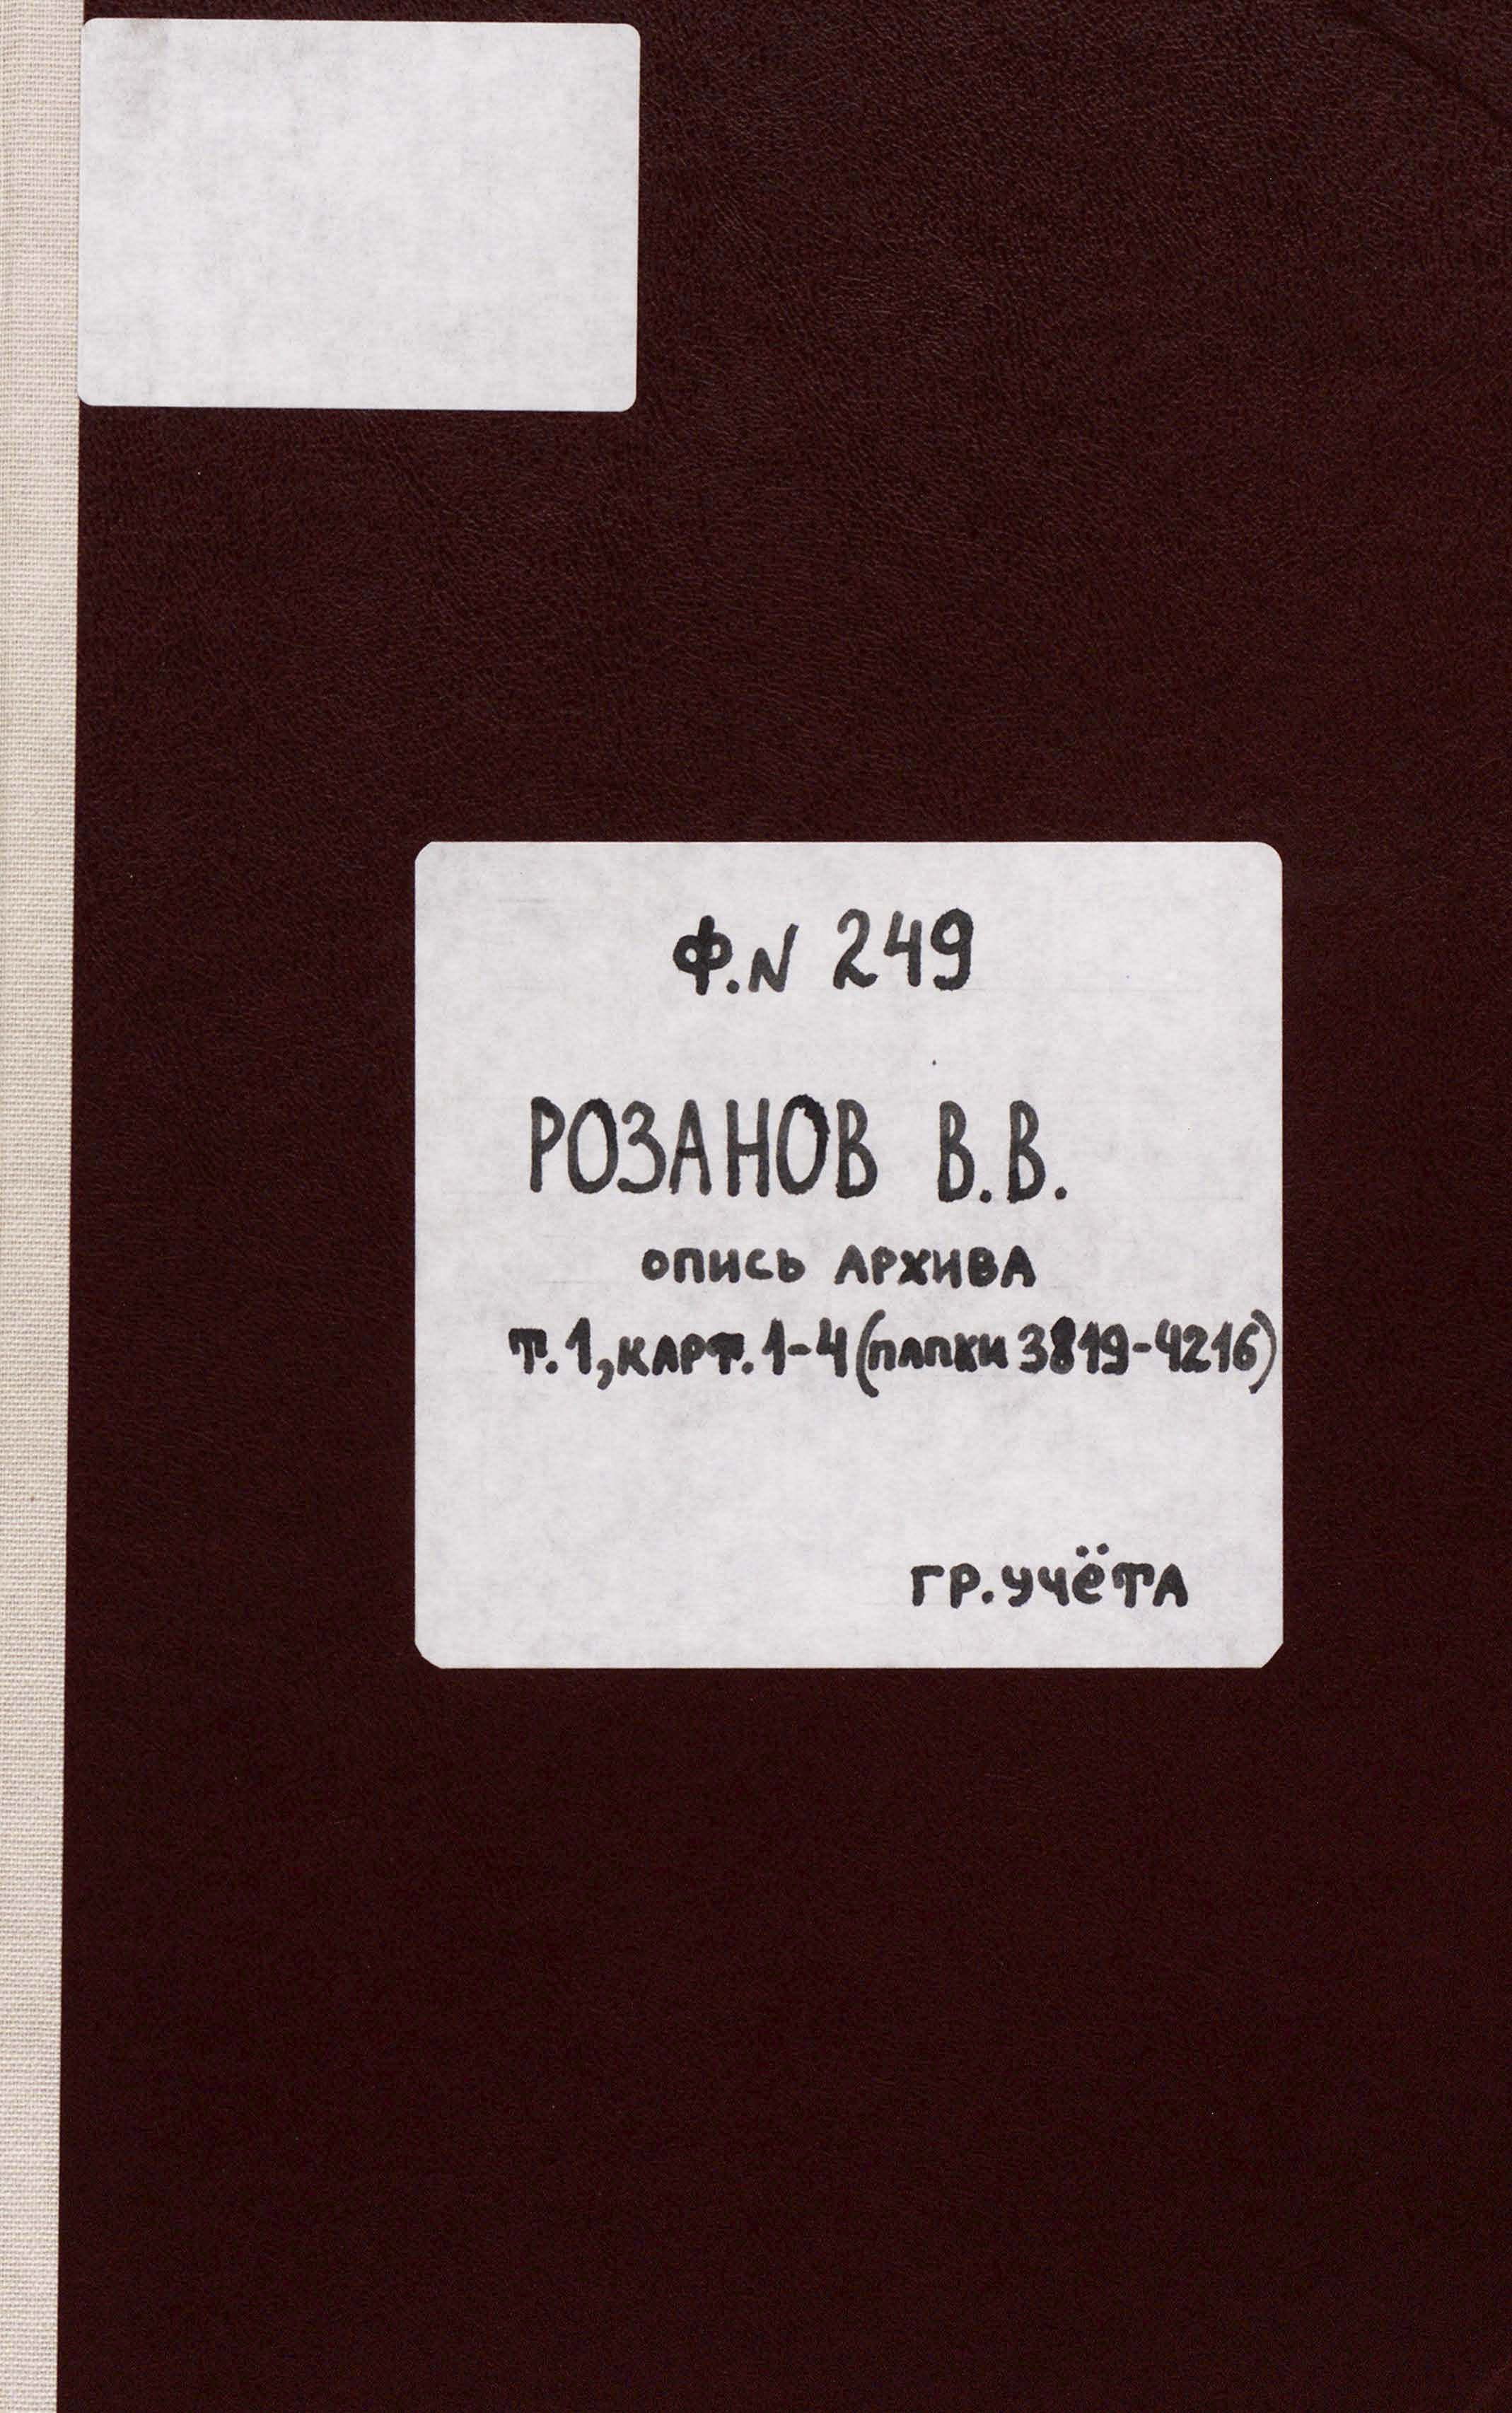 Ф.N 249
РОЗАНОВ В.В.
ОПИСЬ АРХИВА
Т.1, КАРТ. 1-4 (ПАПКИ 3819-4216)
ГР. УЧЁТА